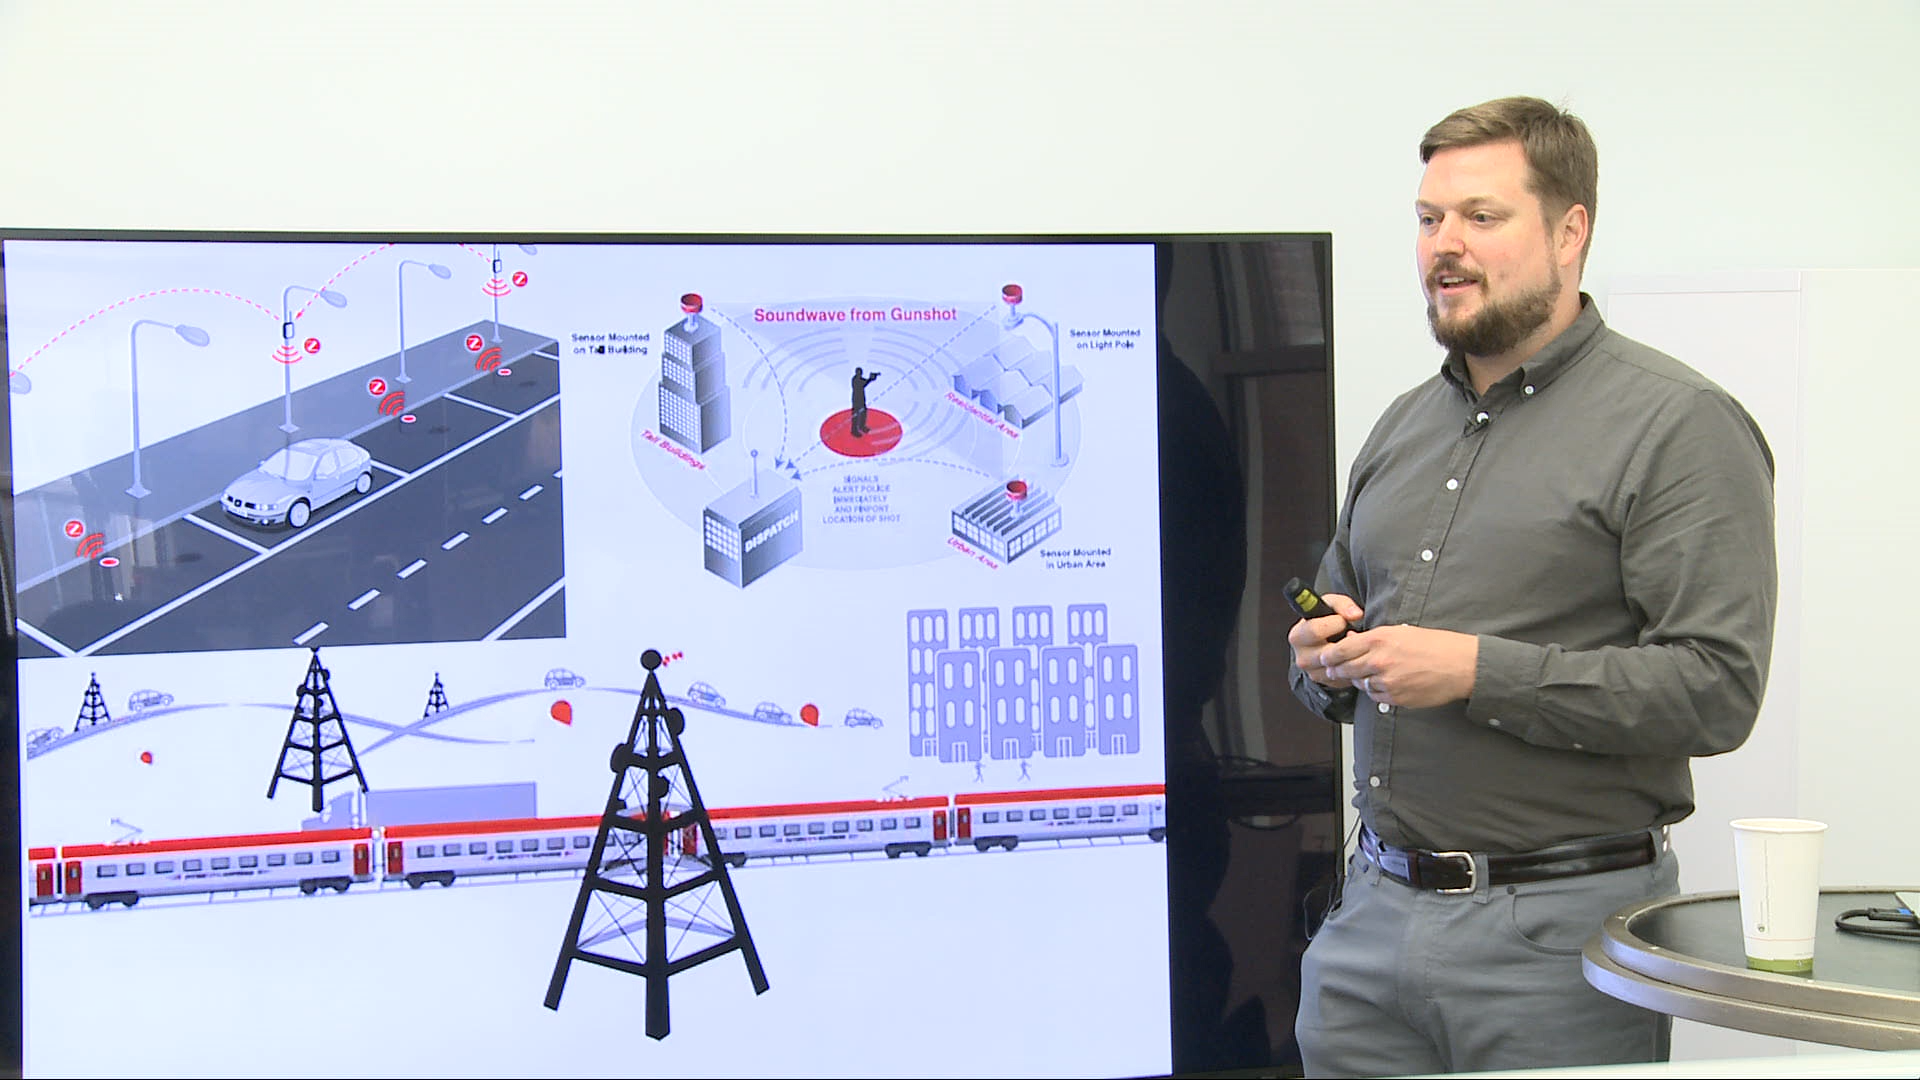 Z
Z
Z
Z
Z
Soundwave from Gunshot
Sensor Mounted
on Tall Building
Sensor Mounted
on Light Pole
Residential Area
Tall Buildings
SIGNALS
ALERT POLICE
IMMEDIATELY
AND PINPOINT
LOCATION OF SHOT
DISPATCH
Urban Area
Sensor Mounted
in Urban Area